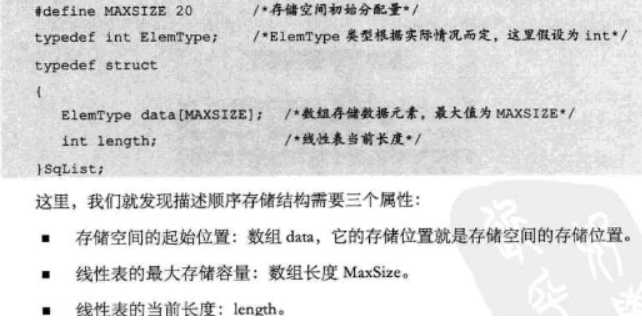 #define MAXSIZE 20 /*存储空间初始分配量*/
typedef int ElemType; /*ElemType 类型根据实际情况而定，这里假设为 int*/
typedef struct
{
ElemType data[MAXSIZE]; /*数组存储数据元素，最大值为 MAXSIZE*/
int length; /*线性表当前长度*/
}SqList;
这里，我们就发现描述顺序存储结构需要三个属性：
■ 存储空间的起始位置：数组 data，它的存储位置就是存储空间的存储位置。
■ 线性表的最大存储容量：数组长度 MaxSize。
■ 线性表的当前长度：length。